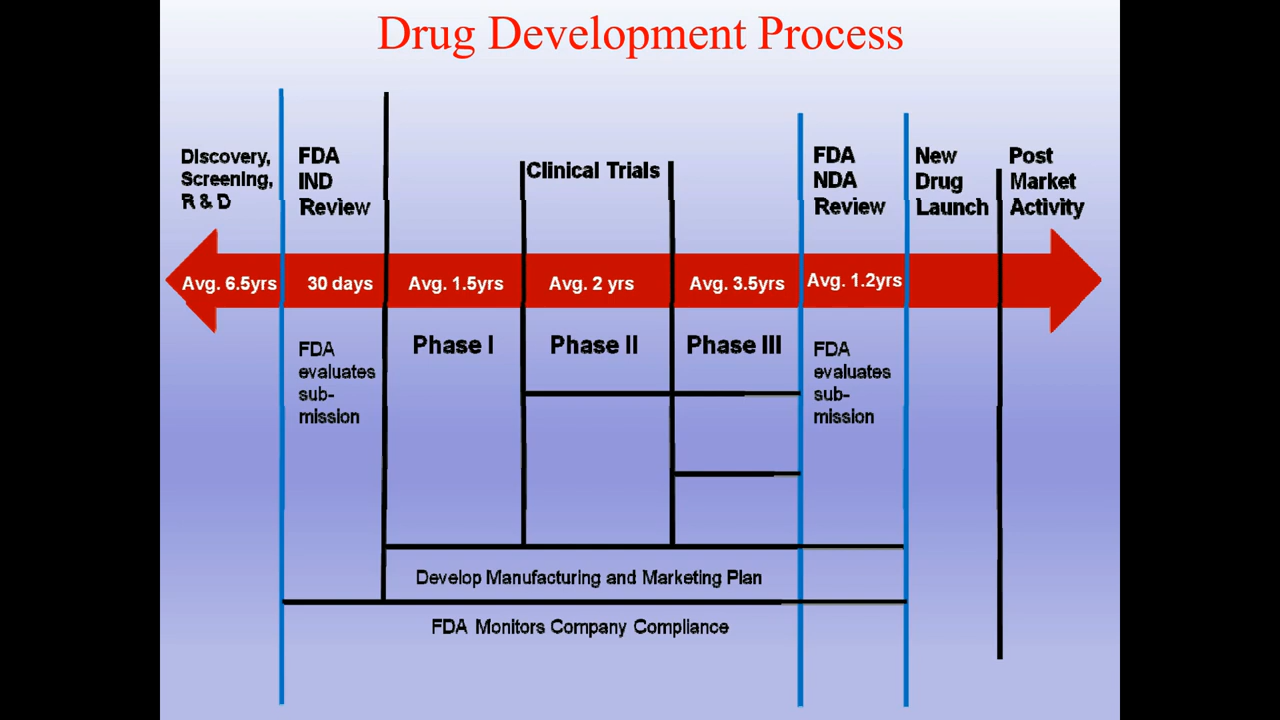 Drug Development Process
Discovery,
Screening,
R & D
FDA
IND
Review
Clinical Trials
FDA
NDA
Review
New
Drug
Launch
Post
Market
Activity
Avg. 6.5yrs
30 days
Avg. 1.5yrs
Avg. 2 yrs
Avg. 3.5yrs
Avg. 1.2yrs
FDA
evaluates
sub-
mission
Phase I
Phase II
Phase III
FDA
evaluates
sub-
mission
Develop Manufacturing and Marketing Plan
FDA Monitors Company Compliance